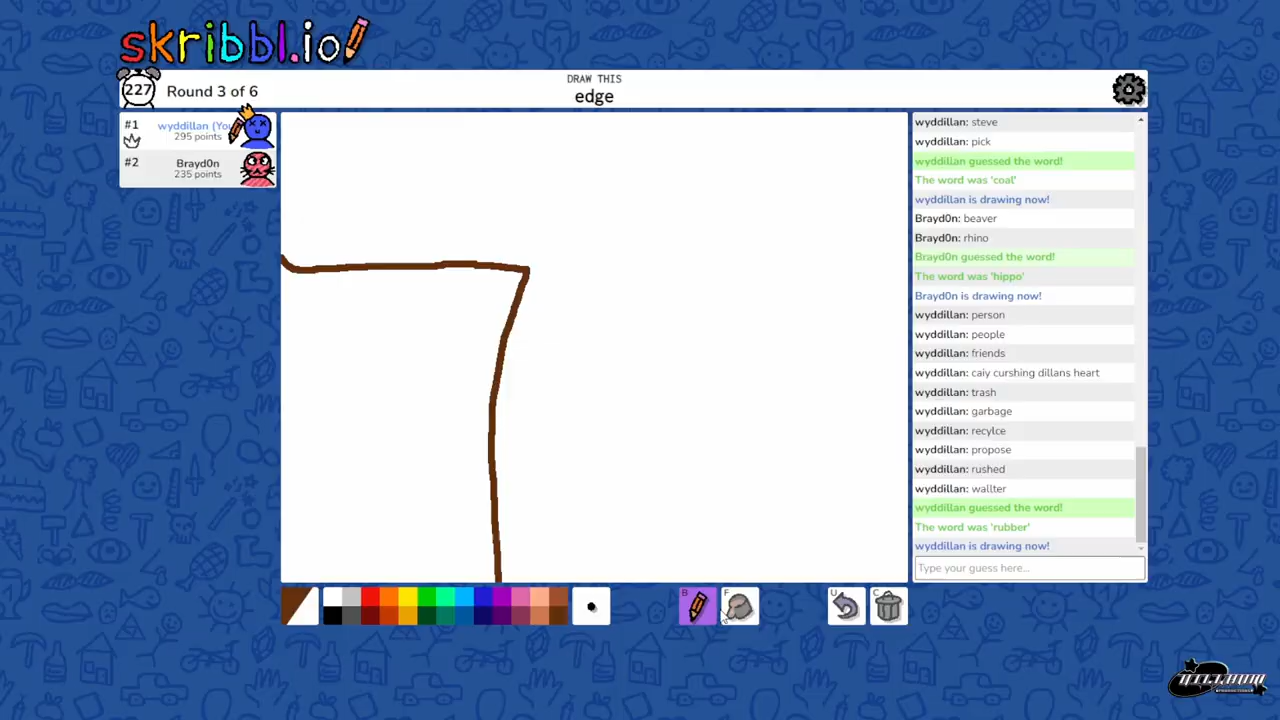 skribbl.io
227
Round 3 of 6
DRAW THIS
edge
#1
wyddillan (You
295 points
#2
Brayd0n
235 points
wyddillan: steve
wyddillan: pick
wyddillan guessed the word!
The word was 'coal'
wyddillan is drawing now!
Brayd0n: beaver
Brayd0n: rhino
Brayd0n guessed the word!
The word was 'hippo'
Brayd0n is drawing now!
wyddillan: person
wyddillan: people
wyddillan: friends
wyddillan: caiy curshing dillans heart
wyddillan: trash
wyddillan: garbage
wyddillan: recylce
wyddillan: propose
wyddillan: rushed
wyddillan: wallter
wyddillan guessed the word!
The word was 'rubber'
wyddillan is drawing now!
Type your guess here...
B
F
U
C